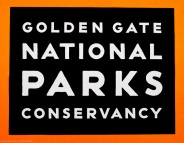 GOLDEN GATE
NATIONAL
PARKS
CONSERVANCY